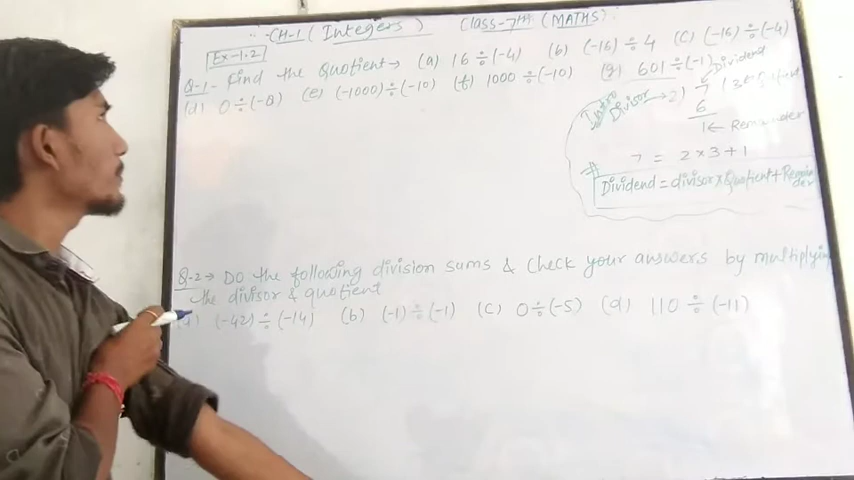 CH-1 ( Integers ) Class-7th (MATHS)
Ex-1.2
Q-1- Find the Quotient → (a) 16 ÷ (-4) (b) (-16) ÷ 4 (C) (-16) ÷ (-4)
(d) 0 ÷ (-8) (e) (-1000) ÷ (-10) (f) 1000 ÷ (-10) (g) 601 ÷ (-1)
Intro
Dividend
Divisor → 2) 7 ( 3 ← Quotient
6
1 ← Remainder
7 = 2 × 3 + 1
Dividend = divisor × Quotient + Remainder
Q-2 → DO the following division sums & check your answers by multiplying
the divisor & quotient
(a) (-42) ÷ (-14) (b) (-1) ÷ (-1) (C) 0 ÷ (-5) (d) 110 ÷ (-11)